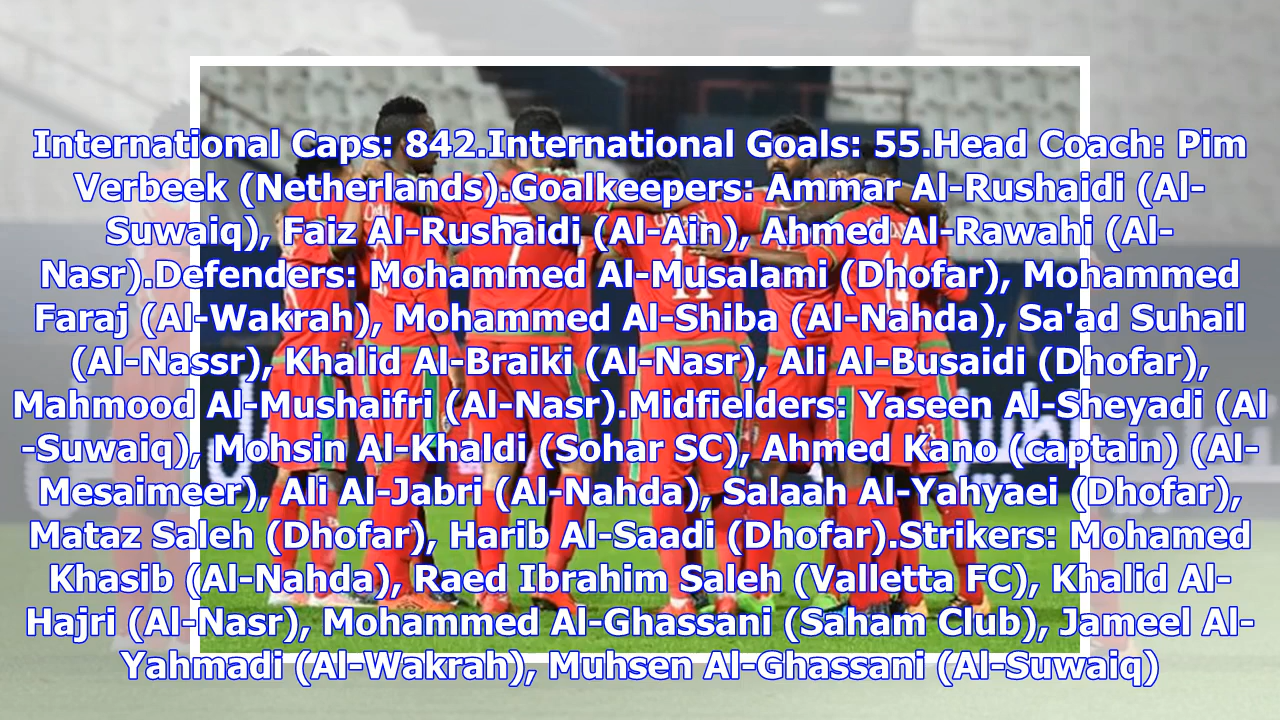 International Caps: 842.International Goals: 55.Head Coach: Pim
Verbeek (Netherlands).Goalkeepers: Ammar Al-Rushaidi (Al-
Suwaiq), Faiz Al-Rushaidi (Al-Ain), Ahmed Al-Rawahi (Al-
Nasr).Defenders: Mohammed Al-Musalami (Dhofar), Mohammed
Faraj (Al-Wakrah), Mohammed Al-Shiba (Al-Nahda), Sa'ad Suhail
(Al-Nassr), Khalid Al-Braiki (Al-Nasr), Ali Al-Busaidi (Dhofar),
Mahmood Al-Mushaifri (Al-Nasr).Midfielders: Yaseen Al-Sheyadi (Al
-Suwaiq), Mohsin Al-Khaldi (Sohar SC), Ahmed Kano (captain) (Al-
Mesaimeer), Ali Al-Jabri (Al-Nahda), Salaah Al-Yahyaei (Dhofar),
Mataz Saleh (Dhofar), Harib Al-Saadi (Dhofar).Strikers: Mohamed
Khasib (Al-Nahda), Raed Ibrahim Saleh (Valletta FC), Khalid Al-
Hajri (Al-Nasr), Mohammed Al-Ghassani (Saham Club), Jameel Al-
Yahmadi (Al-Wakrah), Muhsen Al-Ghassani (Al-Suwaiq)
7
11
14
23